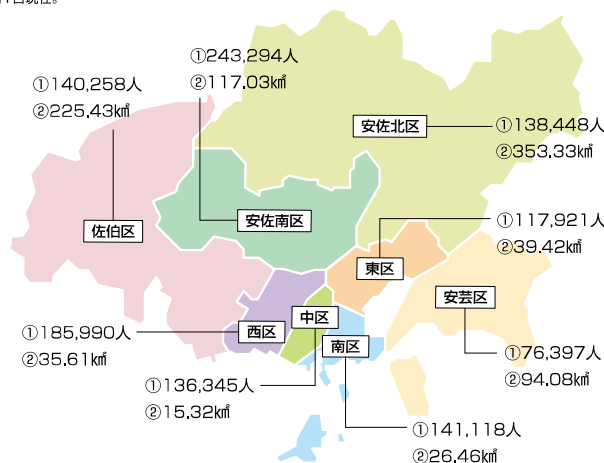 ①243,294人
②117.03㎢
①140,258人
②225.43㎢
安佐北区
①138,448人
②353.33㎢
佐伯区
安佐南区
①117,921人
②39.42㎢
東区
安芸区
中区
西区
南区
①185,990人
②35.61㎢
①76,397人
②94.08㎢
①136,345人
②15.32㎢
①141,118人
②26.46㎢